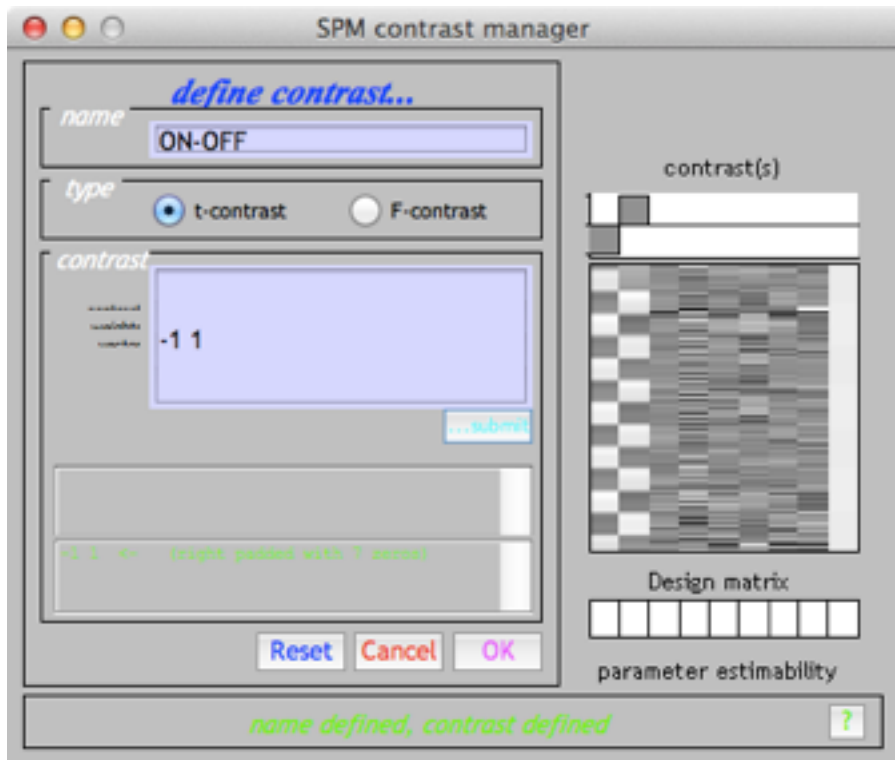 SPM contrast manager
define contrast...
name
ON-OFF
type
t-contrast
F-contrast
contrast
-1 1
...submit
-1 1 <- (right padded with 7 zeros)
Reset
Cancel
OK
contrast(s)
Design matrix
parameter estimability
name defined, contrast defined
?